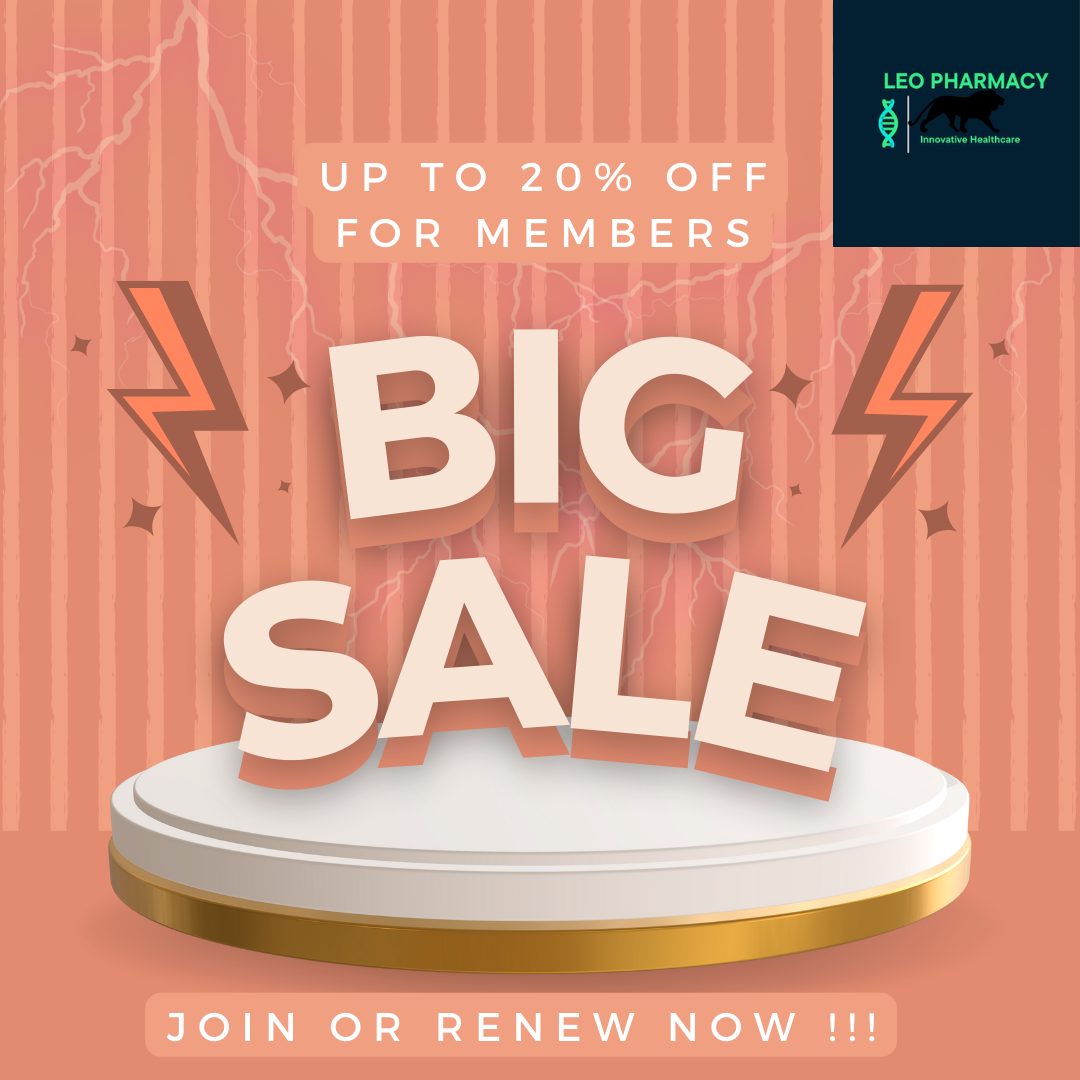 LEO PHARMACY
Innovative Healthcare
UP TO 20% OFF
FOR MEMBERS
BIG
SALE
JOIN OR RENEW NOW !!!